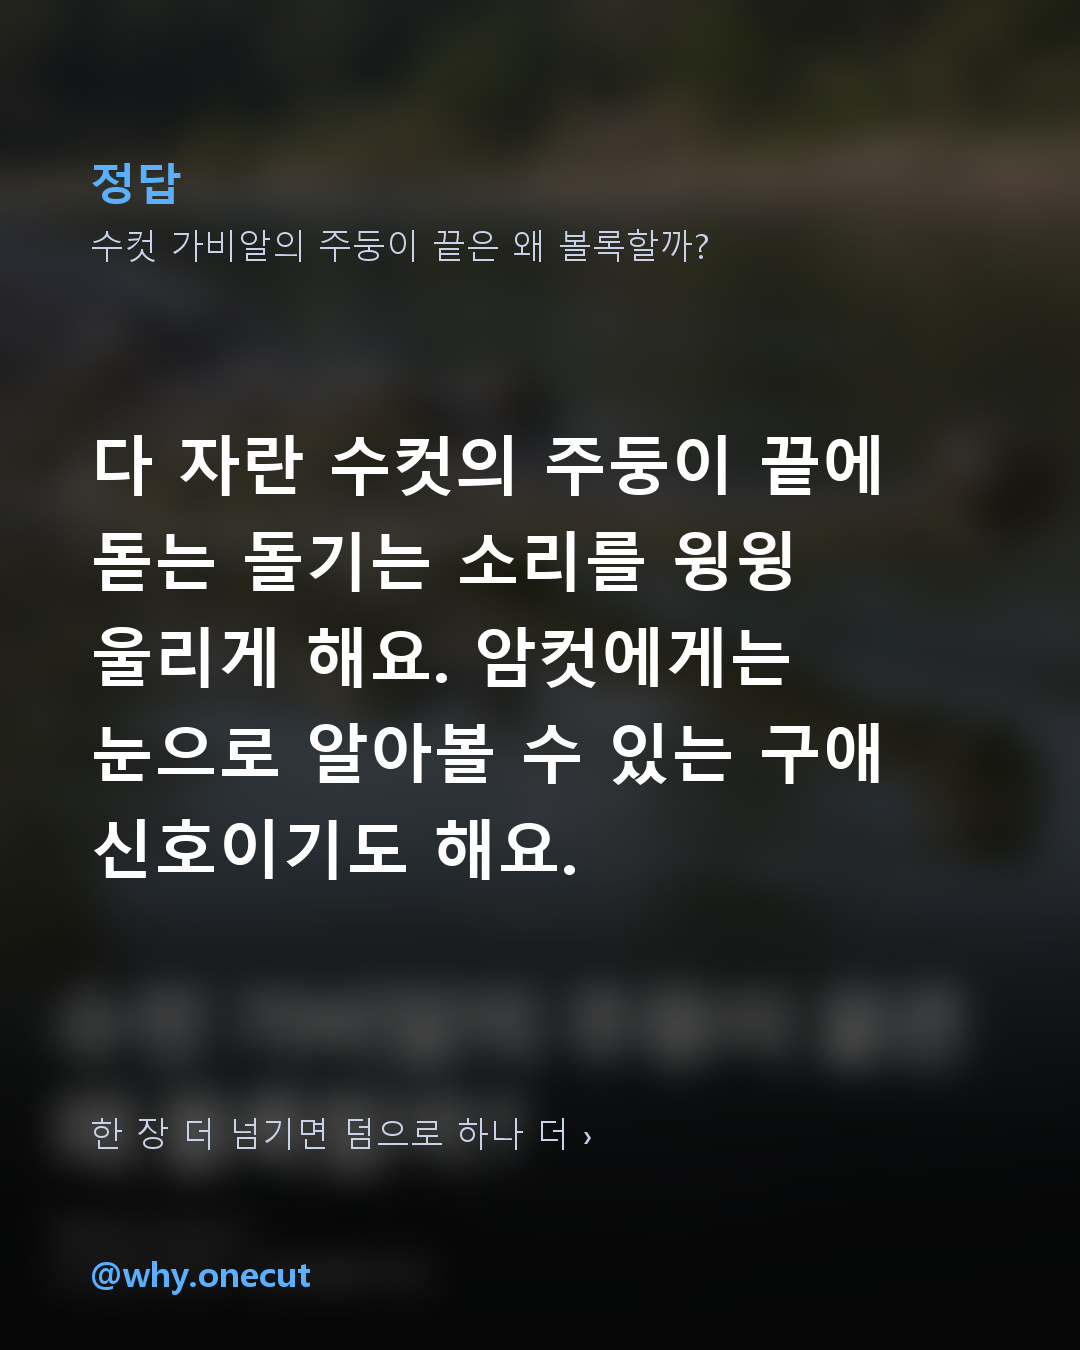 정답
수컷 가비알의 주둥이 끝은 왜 볼록할까?
다 자란 수컷의 주둥이 끝에
돋는 돌기는 소리를 윙윙
울리게 해요. 암컷에게는
눈으로 알아볼 수 있는 구애
신호이기도 해요.
한 장 더 넘기면 덤으로 하나 더 ›
@why.onecut